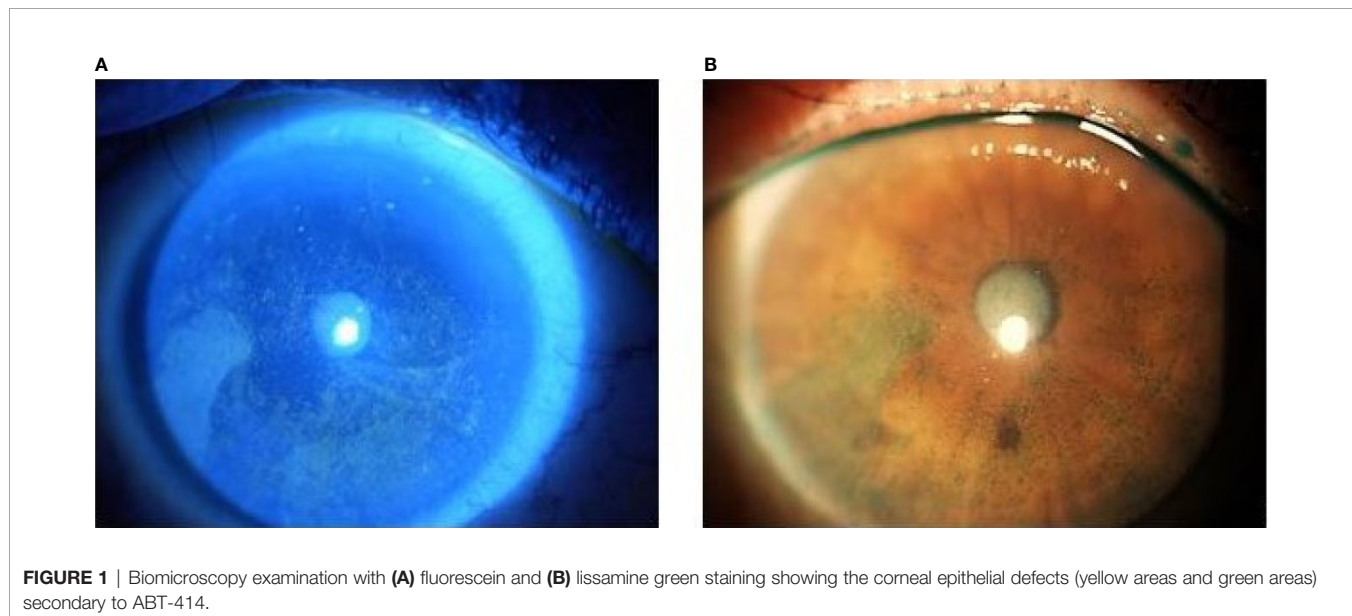 A
B
FIGURE 1 | Biomicroscopy examination with (A) fluorescein and (B) lissamine green staining showing the corneal epithelial defects (yellow areas and green areas)
secondary to ABT-414.